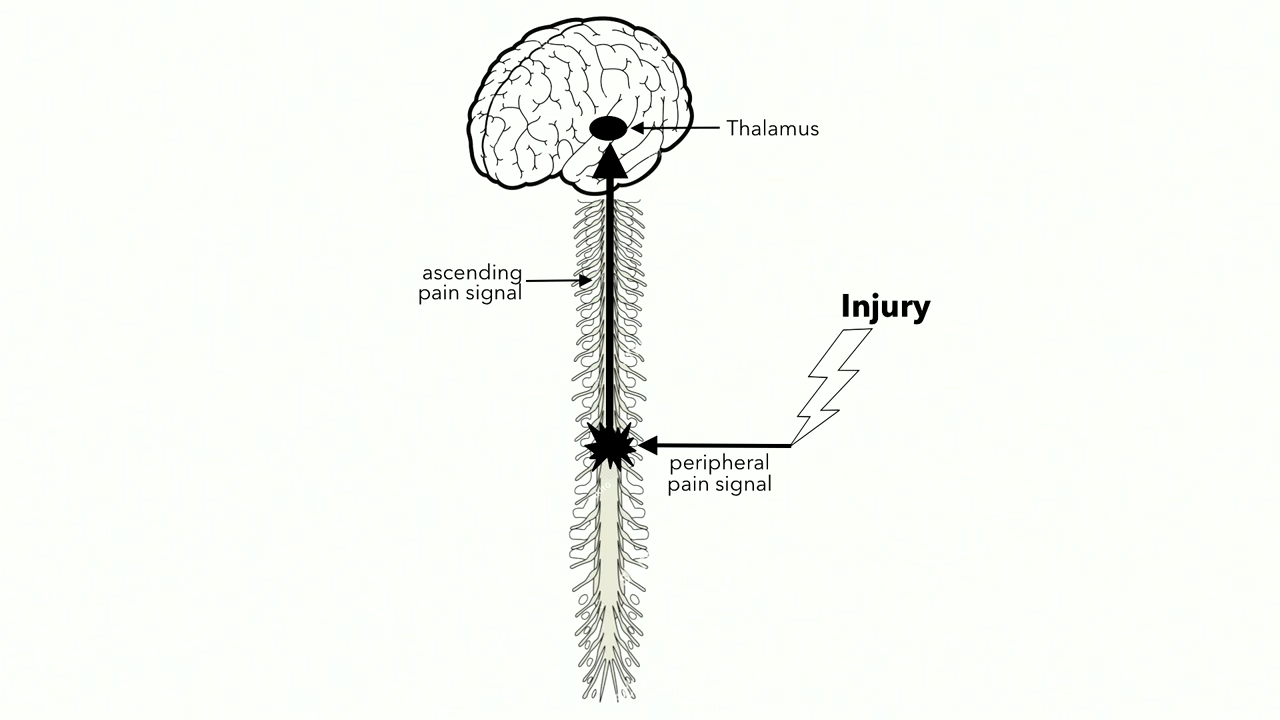 Thalamus
ascending
pain signal
Injury
peripheral
pain signal